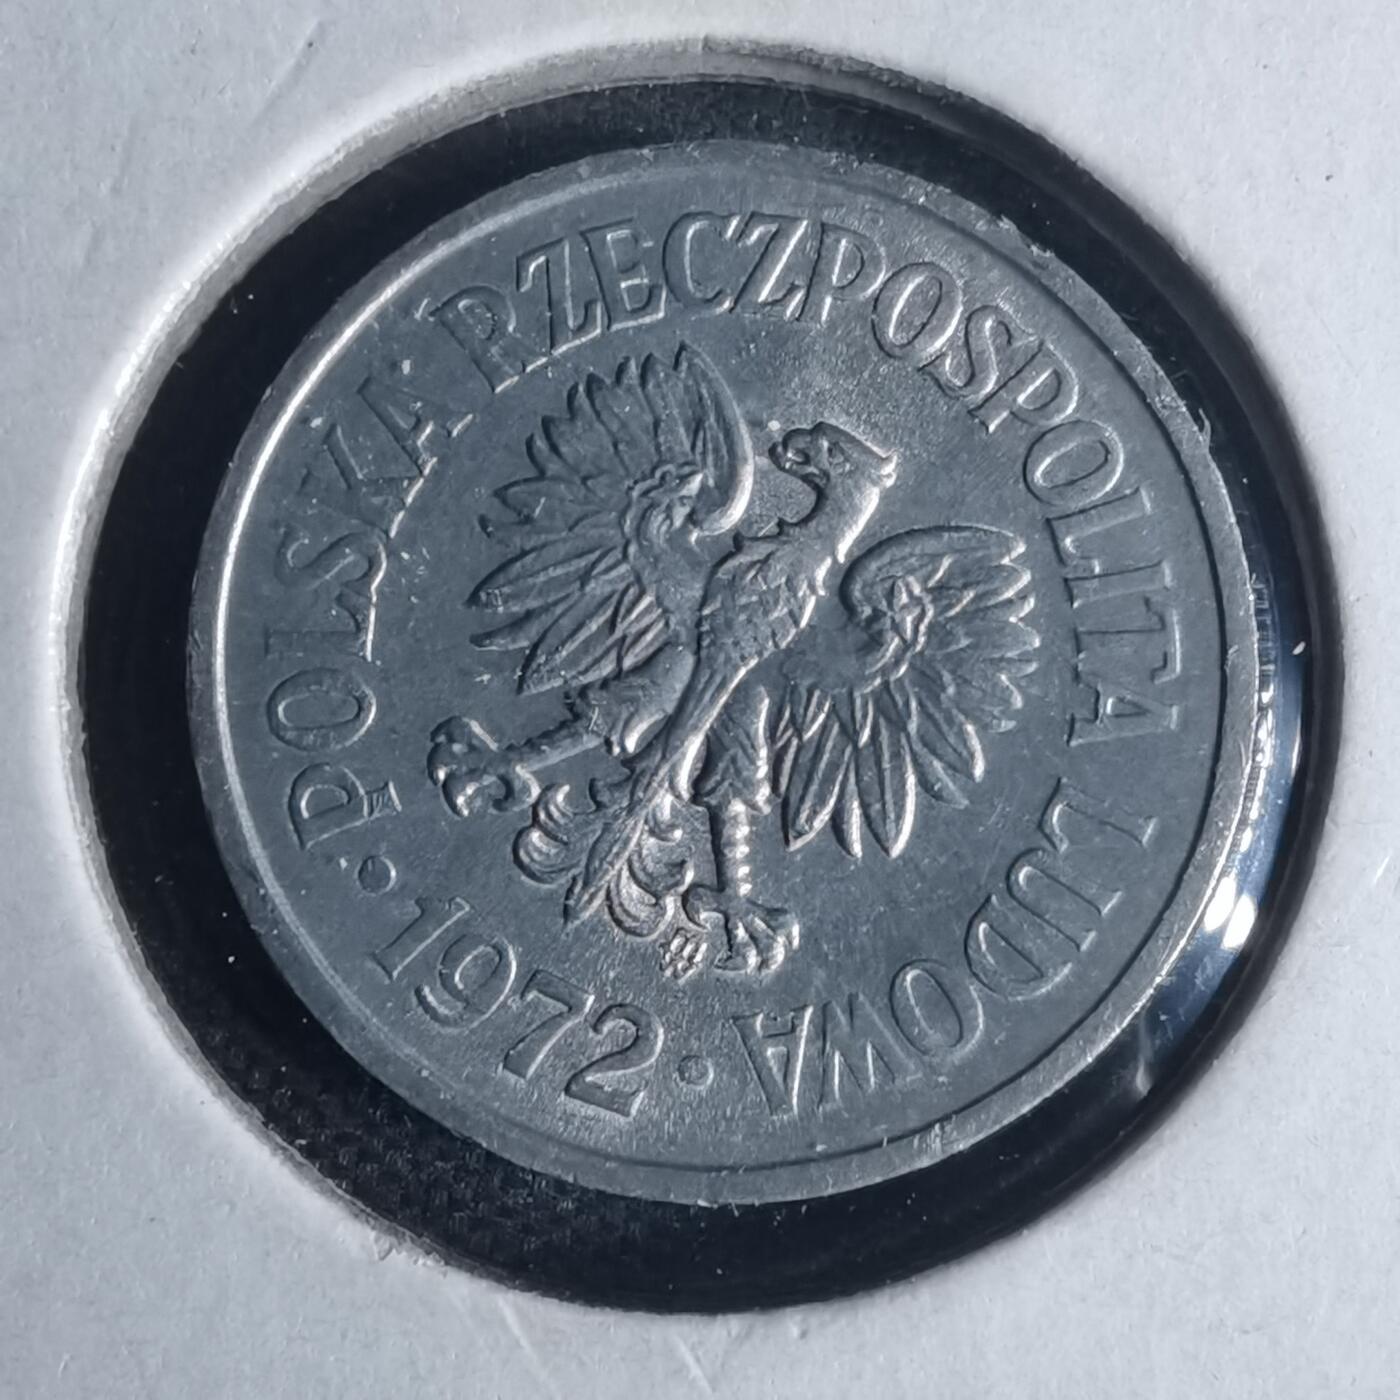 POLSKA RZECZPOSPOLITA LUDOWA
· 1972 ·